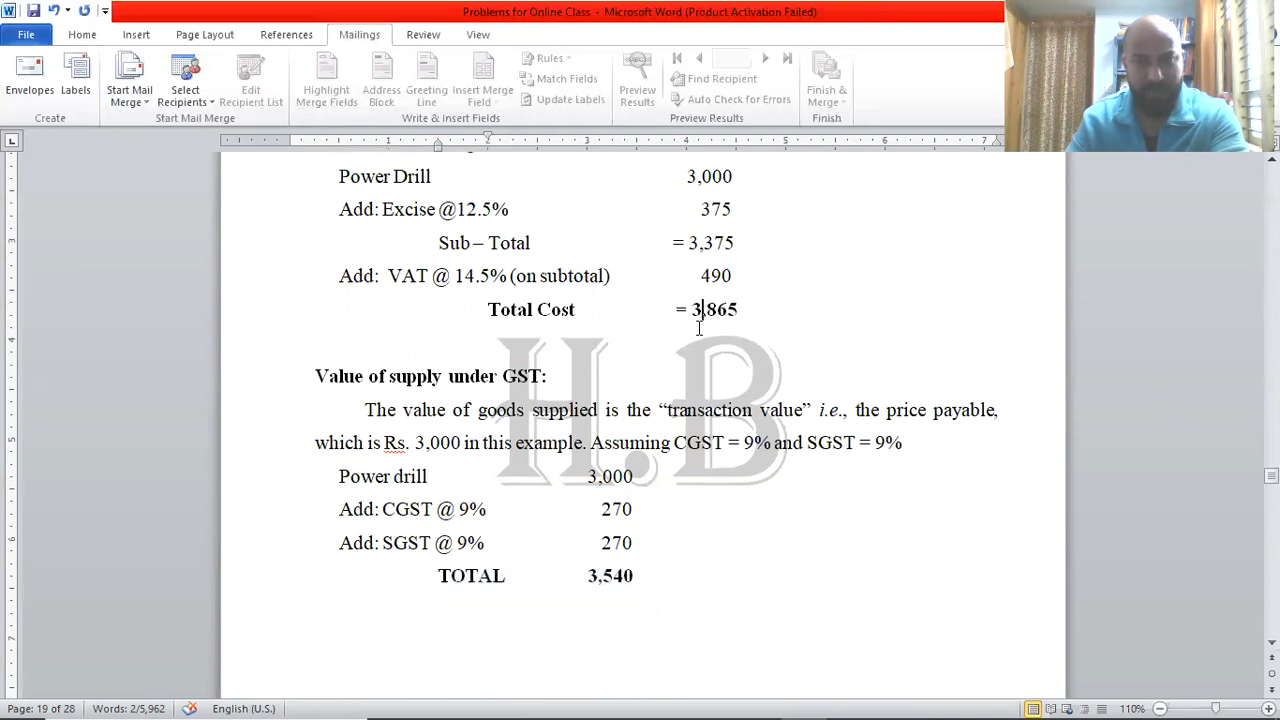 Problems for Online Class - Microsoft Word (Product Activation Failed)
File Home Insert Page Layout References Mailings Review View
Envelopes Labels Start Mail Merge Select Recipients Edit Recipient List Highlight Merge Fields Address Block Greeting Line Insert Merge Field Rules Match Fields Update Labels Preview Results Find Recipient Auto Check for Errors Finish & Merge
Create Start Mail Merge Write & Insert Fields Preview Results Finish
1 2 3 4 5 6 7
Power Drill 3,000
Add: Excise @12.5% 375
Sub – Total = 3,375
Add: VAT @ 14.5% (on subtotal) 490
Total Cost = 3,865
Value of supply under GST:
The value of goods supplied is the “transaction value” i.e., the price payable,
which is Rs. 3,000 in this example. Assuming CGST = 9% and SGST = 9%
Power drill 3,000
Add: CGST @ 9% 270
Add: SGST @ 9% 270
TOTAL 3,540
H.B
Page: 19 of 28 Words: 2/5,962 English (U.S.) 110%